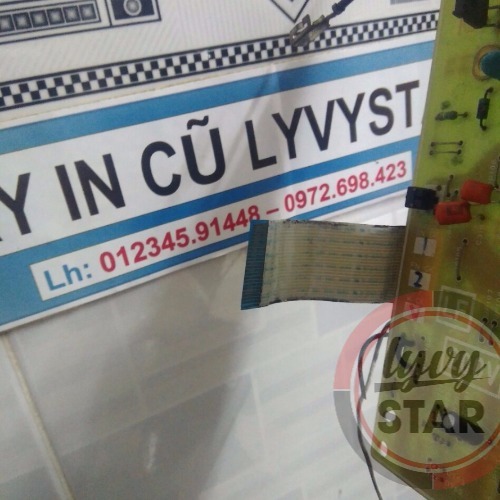 Y IN CŨ LYVYST
Lh: 012345.91448 – 0972.698.423
1
2
lyvy
STAR